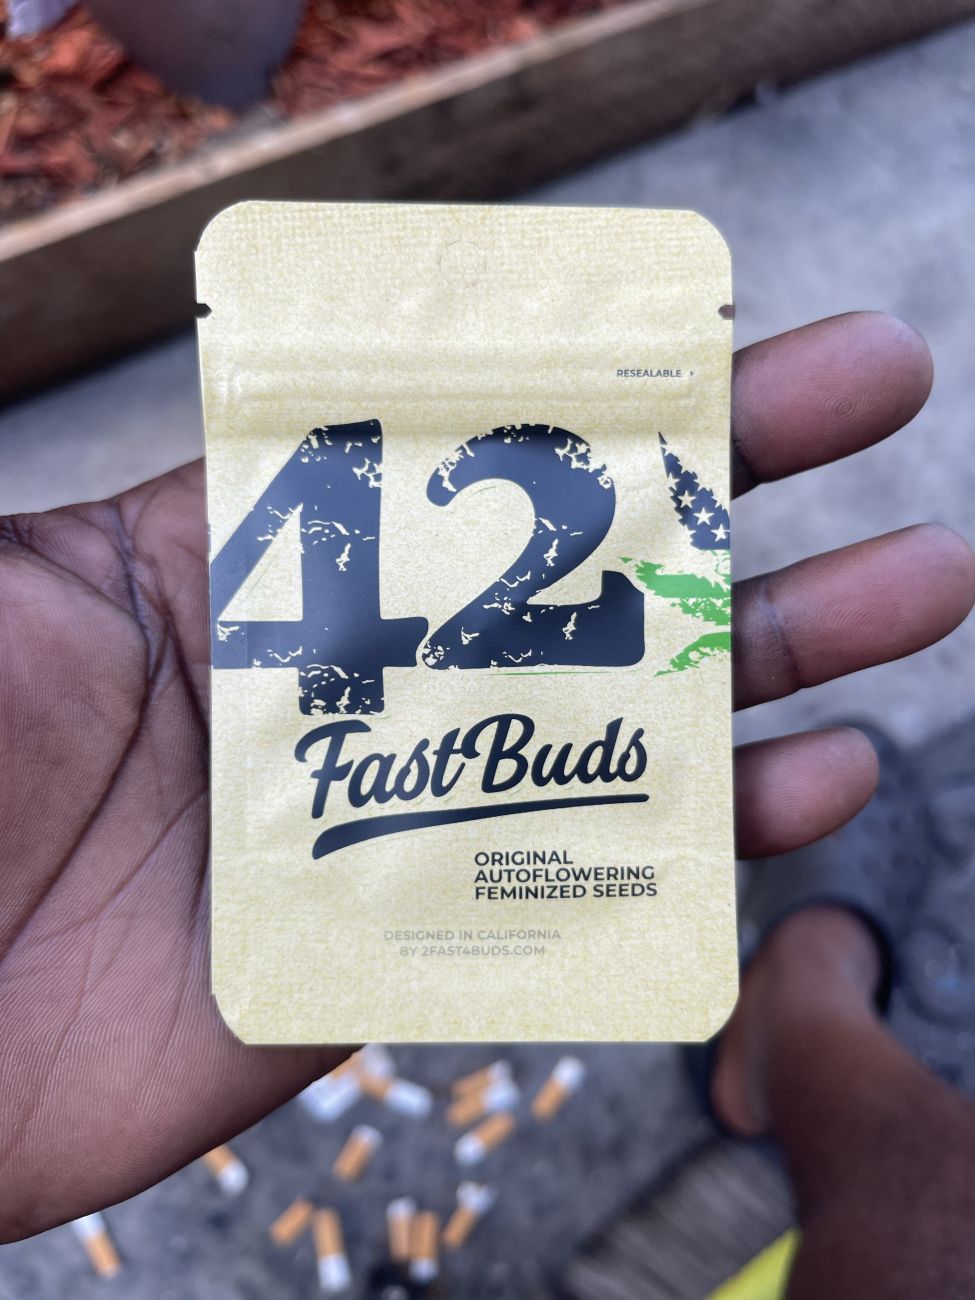 RESEALABLE
42
FastBuds
ORIGINAL
AUTOFLOWERING
FEMINIZED SEEDS
DESIGNED IN CALIFORNIA
BY 2FAST4BUDS.COM